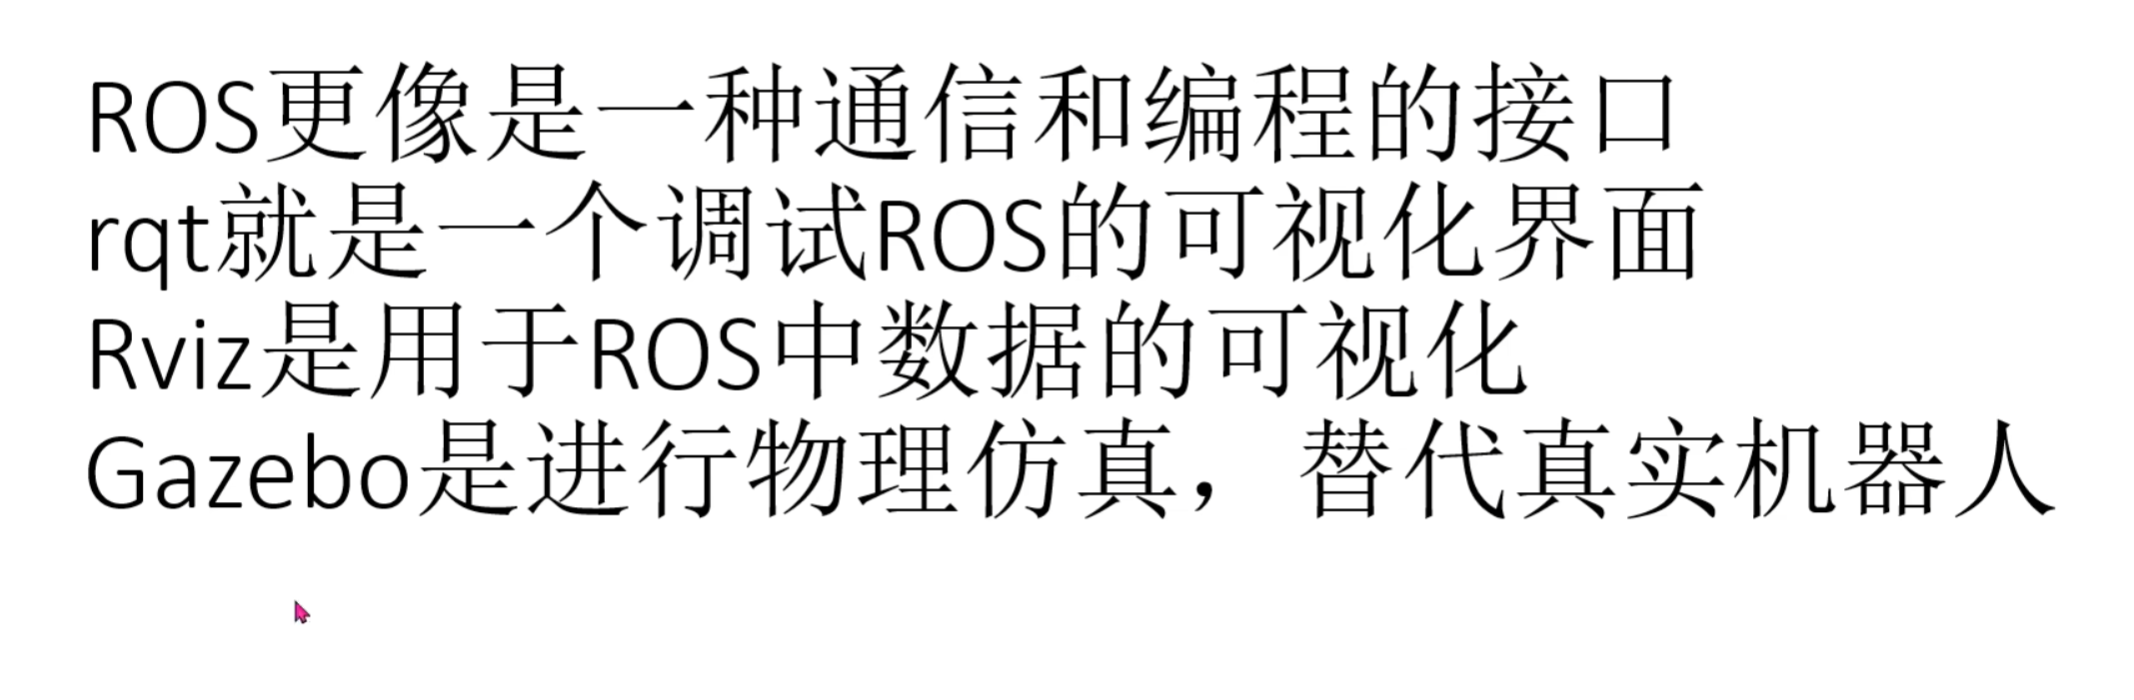 ROS更像是一种通信和编程的接口
rqt就是一个调试ROS的可视化界面
Rviz是用于ROS中数据的可视化
Gazebo是进行物理仿真，替代真实机器人